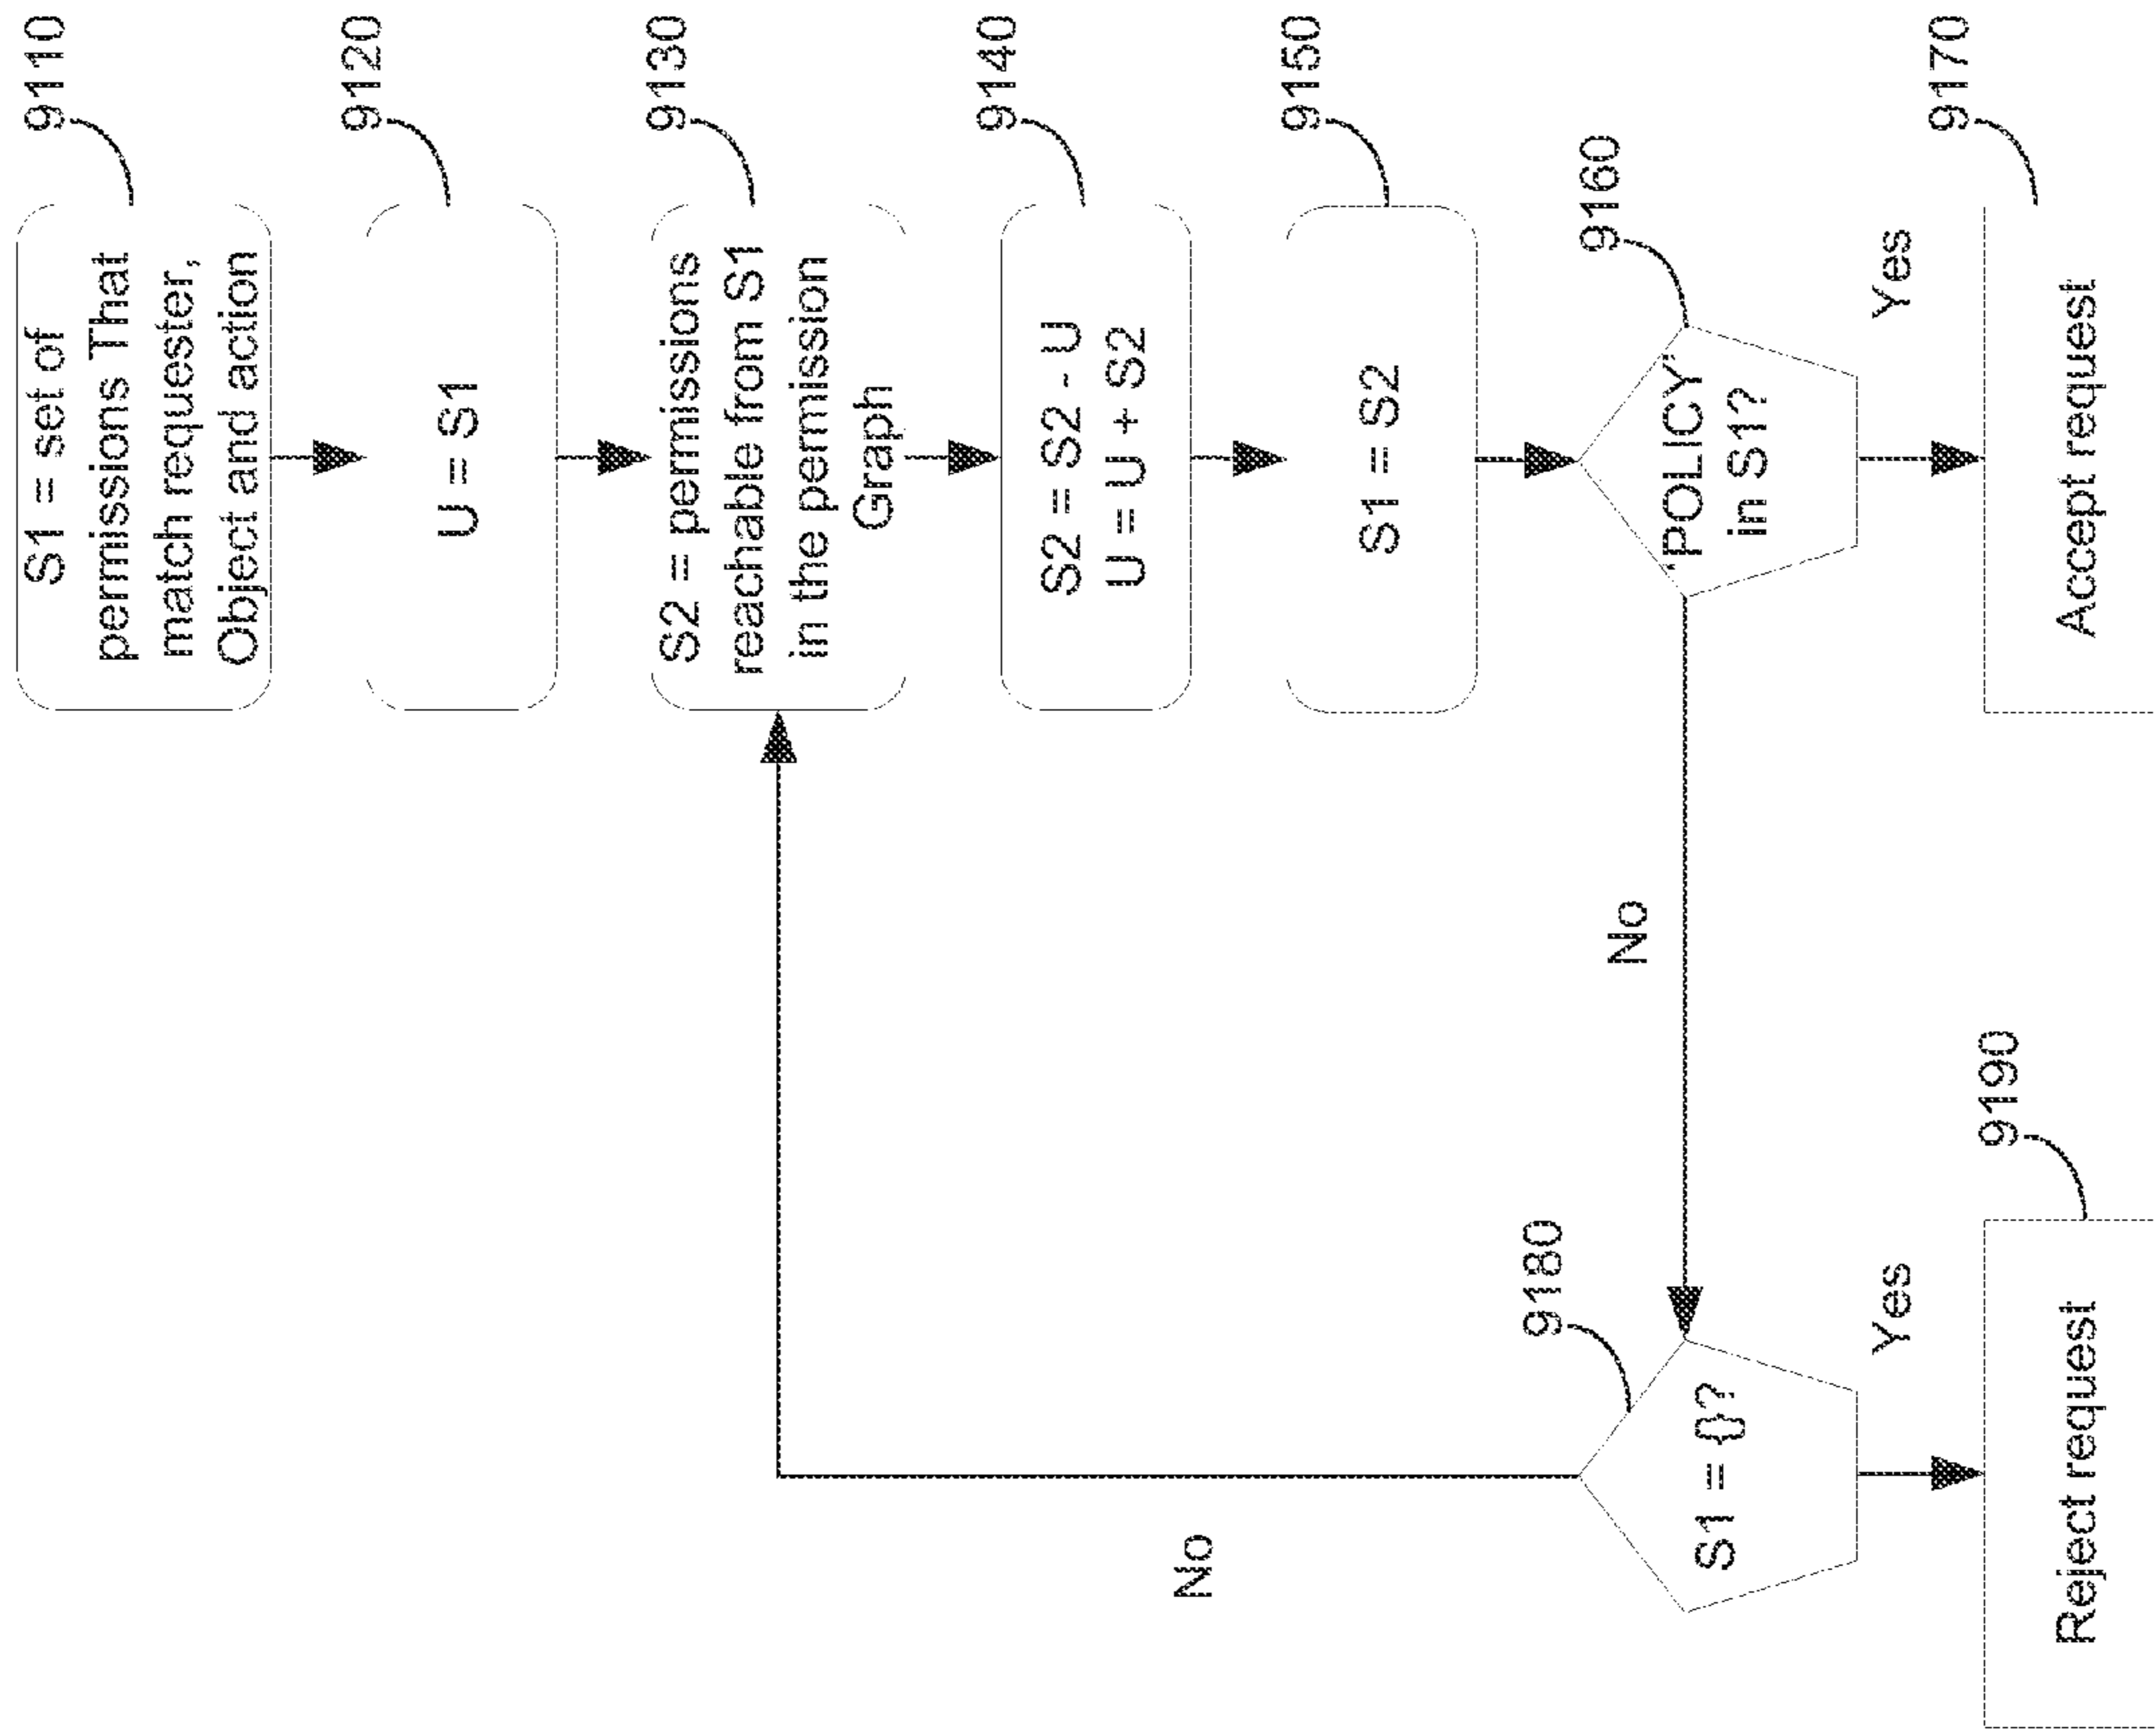 S1 = set of
permissions That
match requester,
Object and action
9110
U = S1
9120
S2 = permissions
reachable from S1
in the permission
Graph
9130
S2 = S2 - U
U = U + S2
9140
S1 = S2
9150
'POLICY'
in S1?
9160
Yes
Accept request
9170
No
S1 = {}?
9180
No
Yes
Reject request
9190